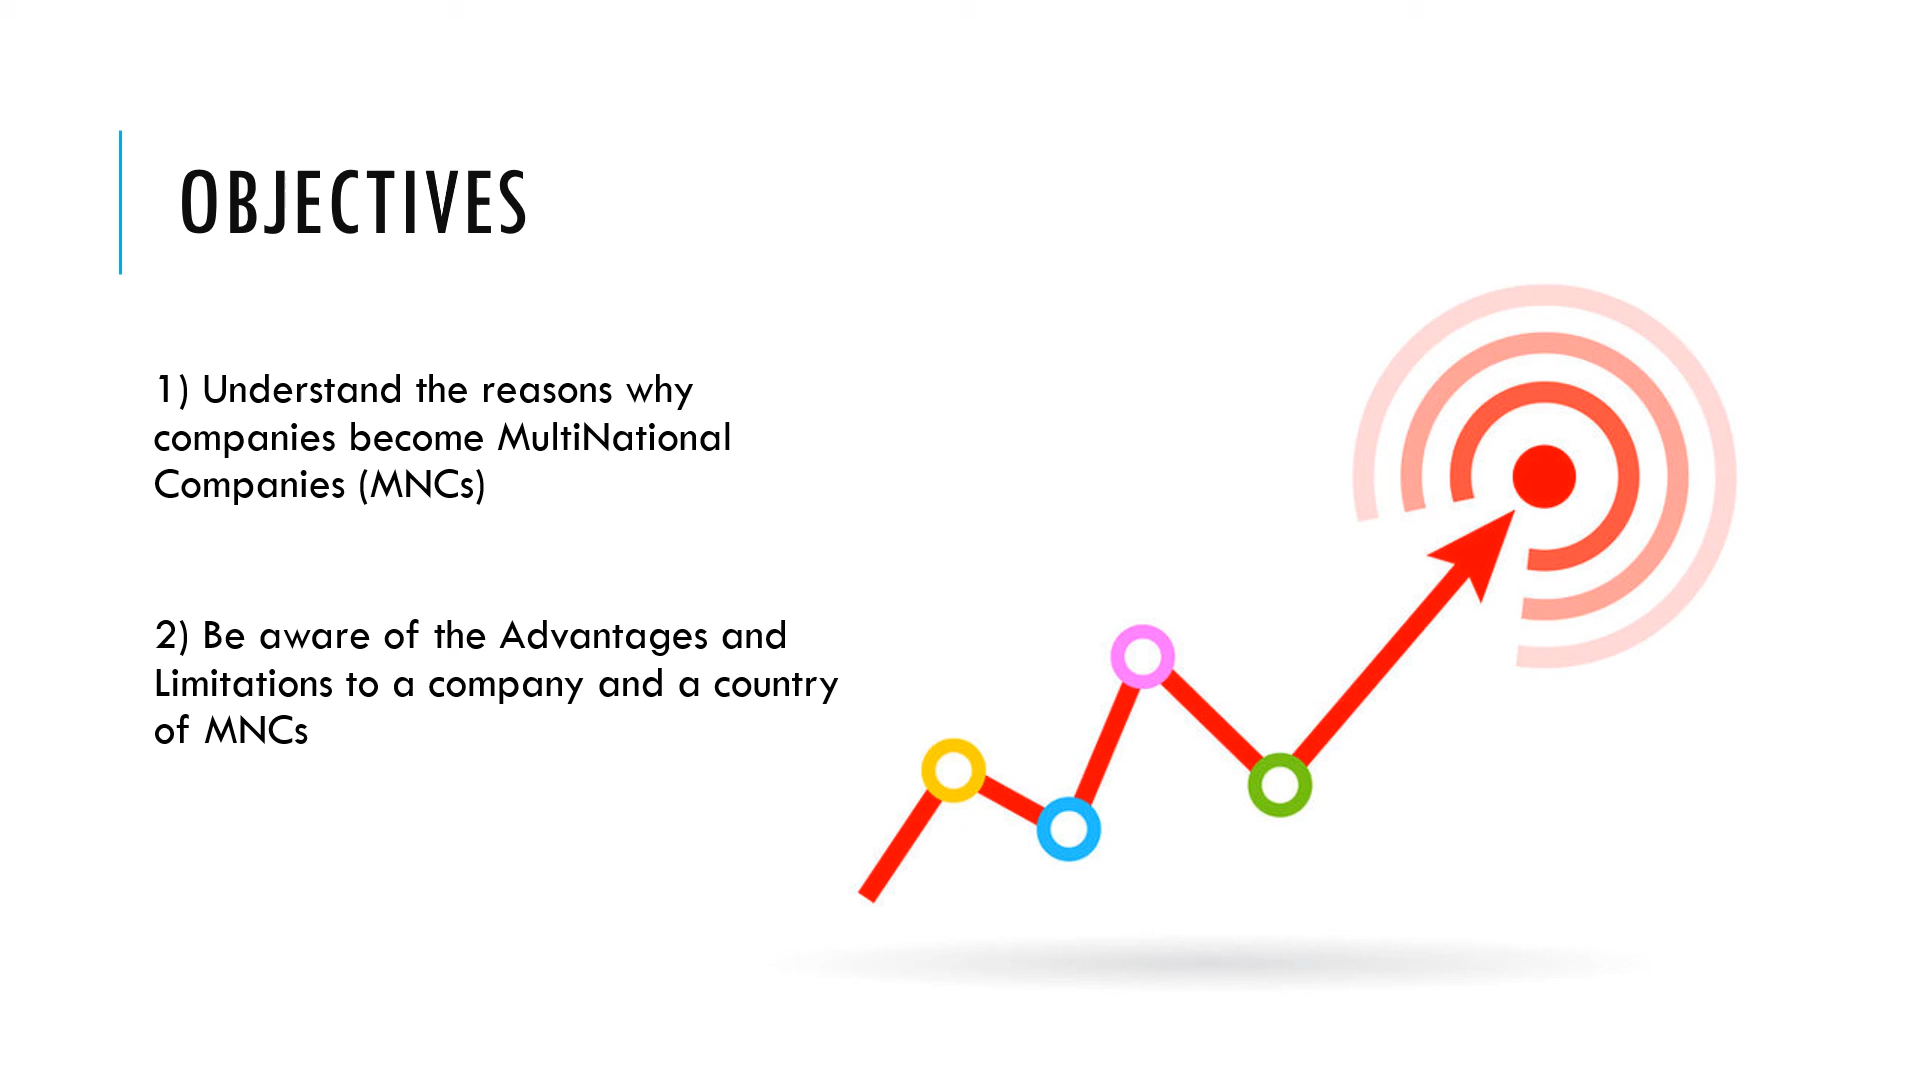 OBJECTIVES
1) Understand the reasons why
companies become MultiNational
Companies (MNCs)
2) Be aware of the Advantages and
Limitations to a company and a country
of MNCs